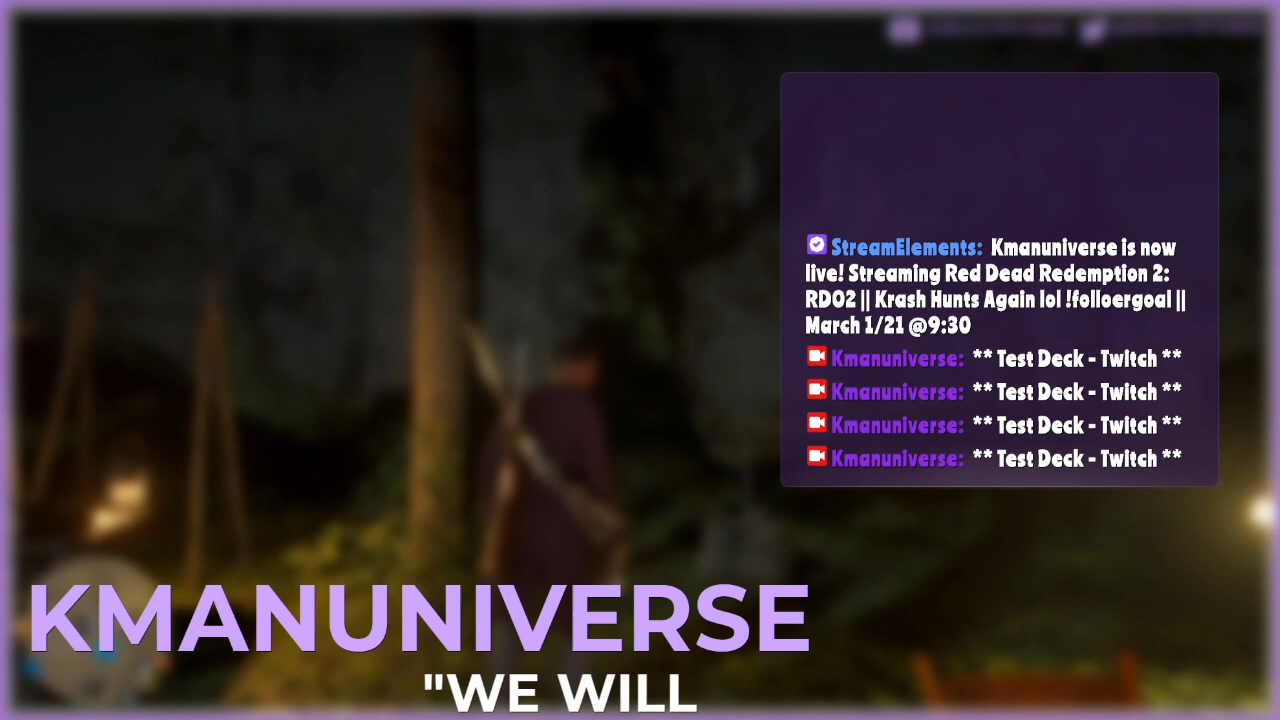 StreamElements: Kmanuniverse is now
live! Streaming Red Dead Redemption 2:
RDO2 || Krash Hunts Again lol !folloergoal ||
March 1/21 @9:30
Kmanuniverse: ** Test Deck - Twitch **
Kmanuniverse: ** Test Deck - Twitch **
Kmanuniverse: ** Test Deck - Twitch **
Kmanuniverse: ** Test Deck - Twitch **
KMANUNIVERSE
"WE WILL